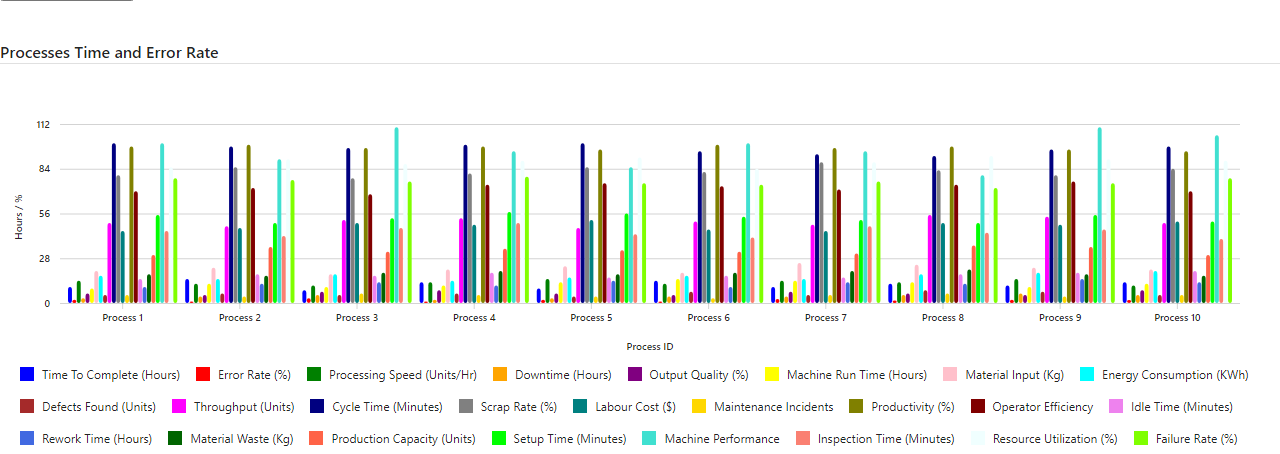 Processes Time and Error Rate
112
84
56
28
0
Hours / %
Process 1 Process 2 Process 3 Process 4 Process 5 Process 6 Process 7 Process 8 Process 9 Process 10
Process ID
Time To Complete (Hours) Error Rate (%) Processing Speed (Units/Hr) Downtime (Hours) Output Quality (%) Machine Run Time (Hours) Material Input (Kg) Energy Consumption (KWh)
Defects Found (Units) Throughput (Units) Cycle Time (Minutes) Scrap Rate (%) Labour Cost ($) Maintenance Incidents Productivity (%) Operator Efficiency Idle Time (Minutes)
Rework Time (Hours) Material Waste (Kg) Production Capacity (Units) Setup Time (Minutes) Machine Performance Inspection Time (Minutes) Resource Utilization (%) Failure Rate (%)